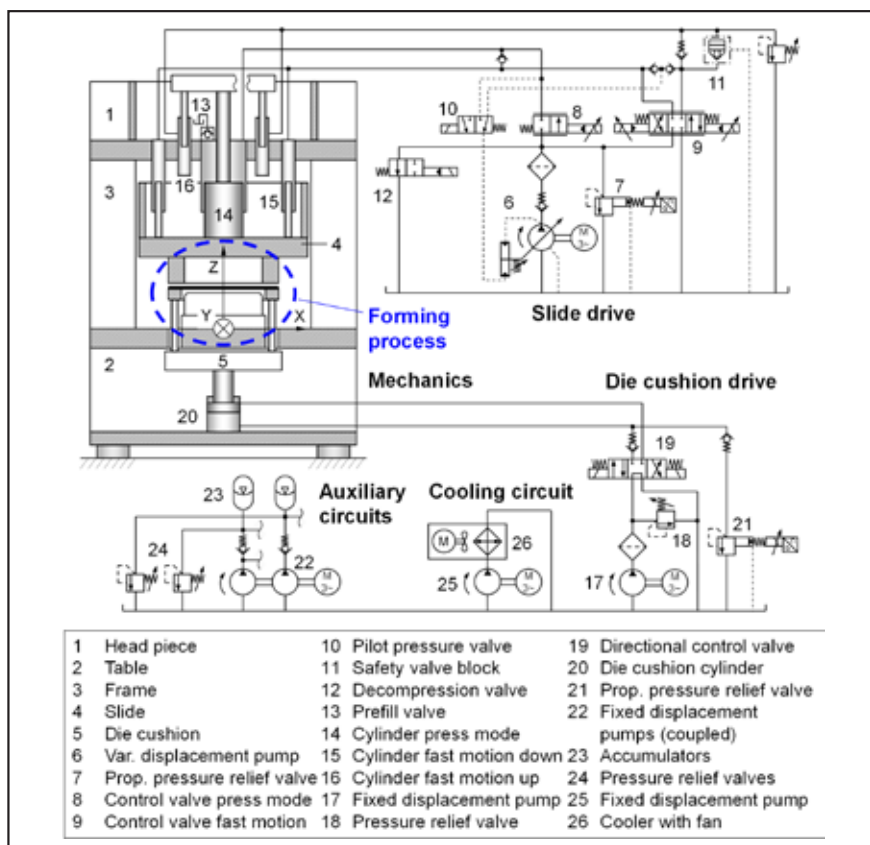 1
13
16
3
15
14
4
Z
Y
X
Forming
process
5
2
Mechanics
20
11
10
8
9
12
6
7
M
3~
Slide drive
Die cushion drive
19
18
21
17
M
3~
23
Auxiliary
circuits
24
22
M
3~
Cooling circuit
M
26
25
M
3~
1 Head piece
2 Table
3 Frame
4 Slide
5 Die cushion
6 Var. displacement pump
7 Prop. pressure relief valve
8 Control valve press mode
9 Control valve fast motion
10 Pilot pressure valve
11 Safety valve block
12 Decompression valve
13 Prefill valve
14 Cylinder press mode
15 Cylinder fast motion down
16 Cylinder fast motion up
17 Fixed displacement pump
18 Pressure relief valve
19 Directional control valve
20 Die cushion cylinder
21 Prop. pressure relief valve
22 Fixed displacement
pumps (coupled)
23 Accumulators
24 Pressure relief valves
25 Fixed displacement pump
26 Cooler with fan